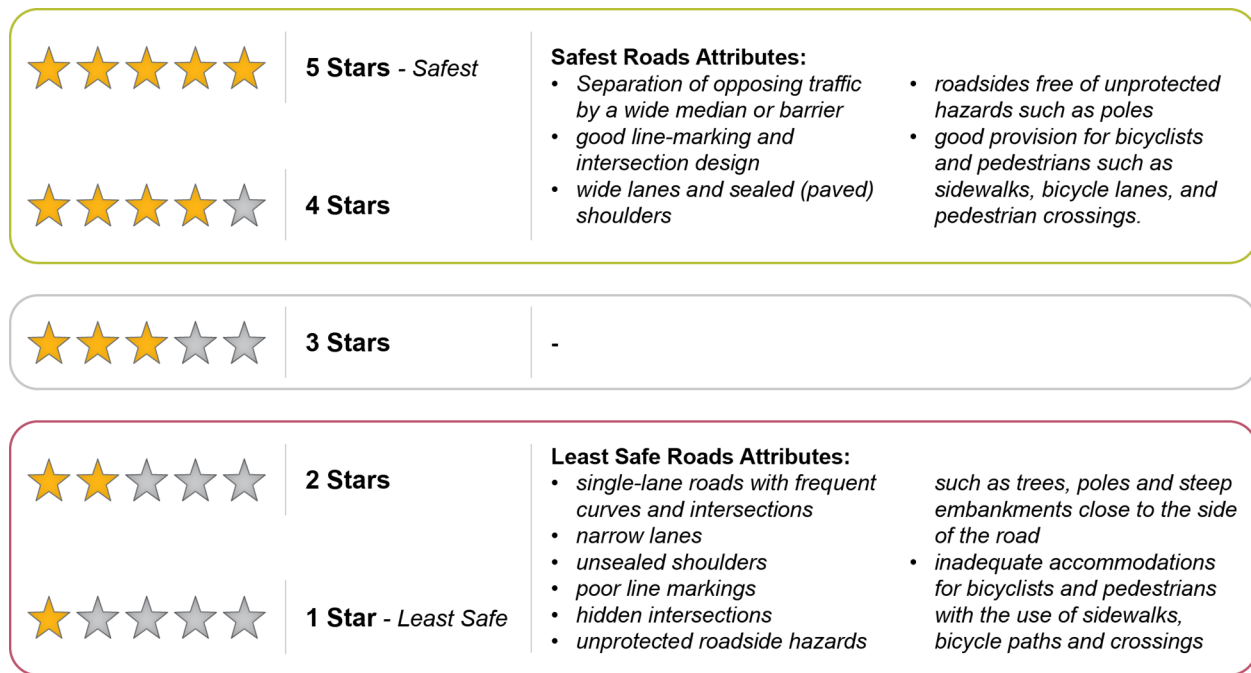 5 Stars - Safest
4 Stars
Safest Roads Attributes:
• Separation of opposing traffic
by a wide median or barrier
• good line-marking and
intersection design
• wide lanes and sealed (paved)
shoulders
• roadsides free of unprotected
hazards such as poles
• good provision for bicyclists
and pedestrians such as
sidewalks, bicycle lanes, and
pedestrian crossings.
3 Stars
-
2 Stars
1 Star - Least Safe
Least Safe Roads Attributes:
• single-lane roads with frequent
curves and intersections
• narrow lanes
• unsealed shoulders
• poor line markings
• hidden intersections
• unprotected roadside hazards
such as trees, poles and steep
embankments close to the side
of the road
• inadequate accommodations
for bicyclists and pedestrians
with the use of sidewalks,
bicycle paths and crossings